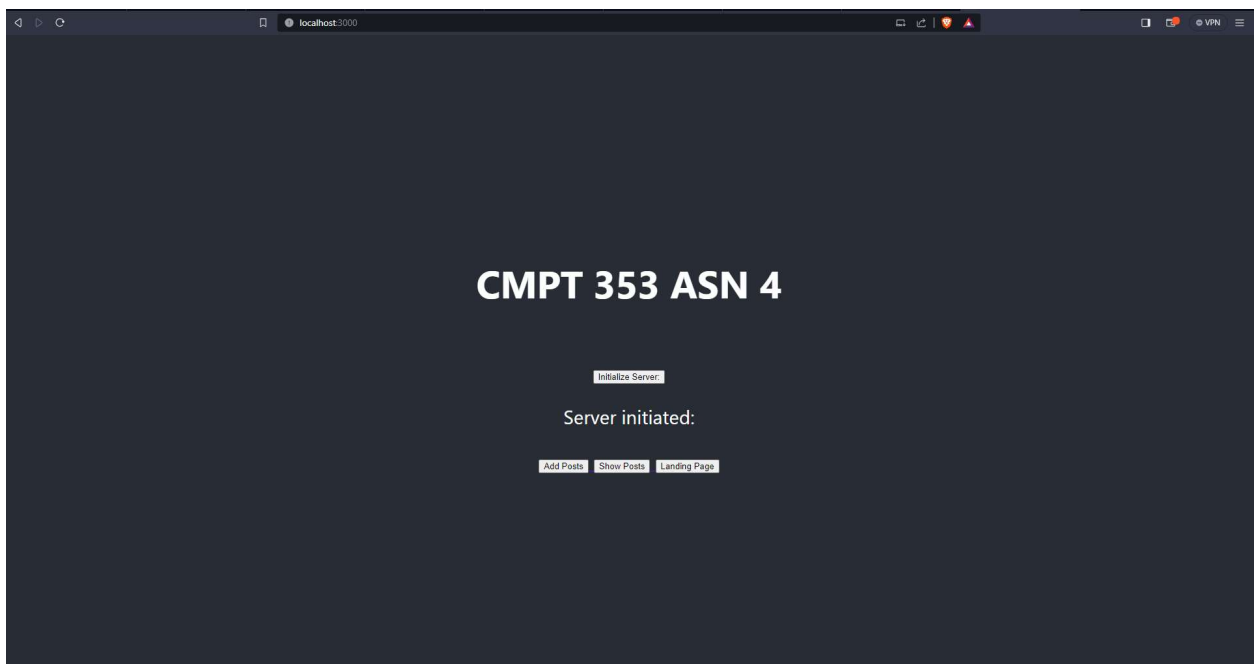 localhost:3000
VPN
CMPT 353 ASN 4
Initialize Server:
Server initiated:
Add Posts Show Posts Landing Page